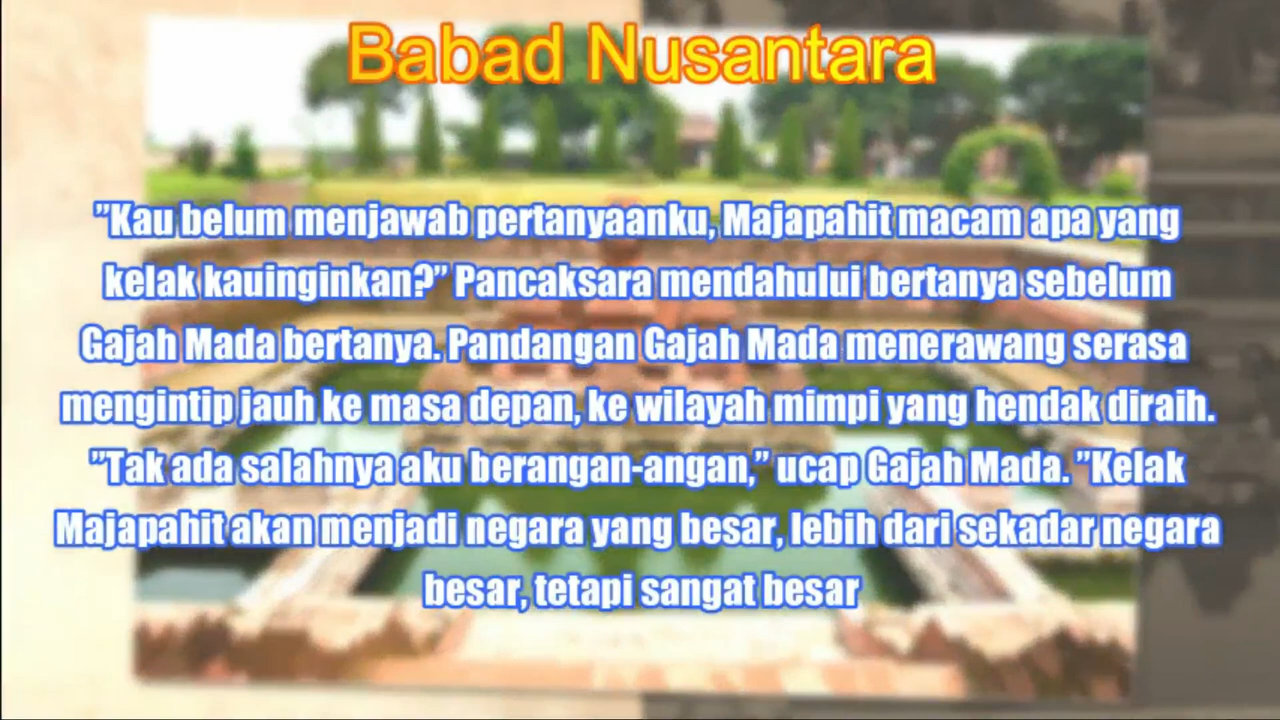 Babad Nusantara
”Kau belum menjawab pertanyaanku, Majapahit macam apa yang
kelak kauinginkan?” Pancaksara mendahului bertanya sebelum
Gajah Mada bertanya. Pandangan Gajah Mada menerawang serasa
mengintip jauh ke masa depan, ke wilayah mimpi yang hendak diraih.
”Tak ada salahnya aku berangan-angan,” ucap Gajah Mada. ”Kelak
Majapahit akan menjadi negara yang besar, lebih dari sekadar negara
besar, tetapi sangat besar